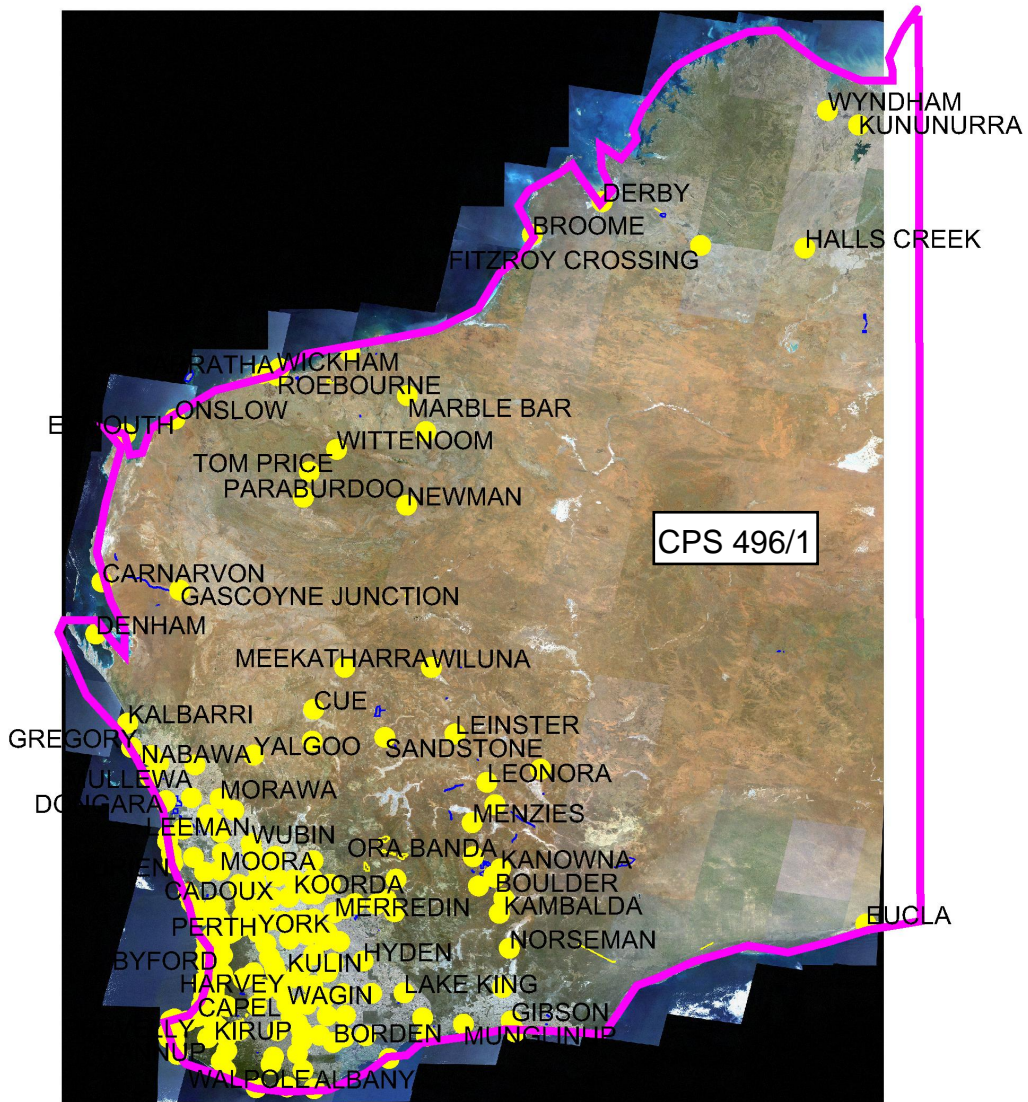 WYNDHAM
KUNUNURRA
DERBY
BROOME
HALLS CREEK
FITZROY CROSSING
WICKHAM
ROEBOURNE
ONSLOW
MARBLE BAR
WITTENOOM
TOM PRICE
PARABURDOO
NEWMAN
CPS 496/1
CARNARVON
GASCOYNE JUNCTION
DENHAM
MEEKATHARRA
WILUNA
CUE
KALBARRI
LEINSTER
GREGORY
NABAWA
YALGOO
SANDSTONE
LEONORA
MORAWA
MENZIES
LEEMAN
WUBIN
ORA BANDA
MOORA
KANOWNA
CADOUX
KOORDA
BOULDER
MERREDIN
KAMBALDA
EUCLA
PERTH
YORK
NORSEMAN
BYFORD
KULIN
HYDEN
HARVEY
WAGIN
LAKE KING
CAPEL
GIBSON
KIRUP
BORDEN
MUNGLINUP
WALPOLE
ALBANY